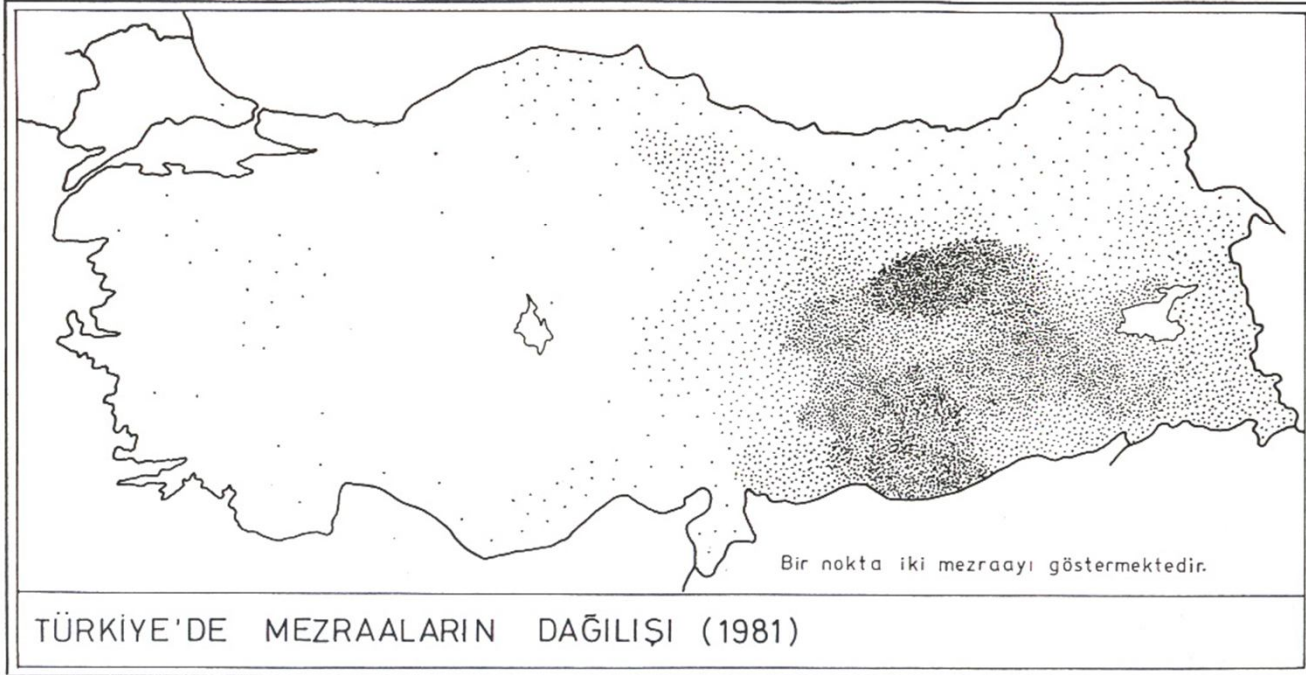 Bir nokta iki mezraayı göstermektedir.
TÜRKİYE'DE MEZRAALARIN DAĞILIŞI (1981)